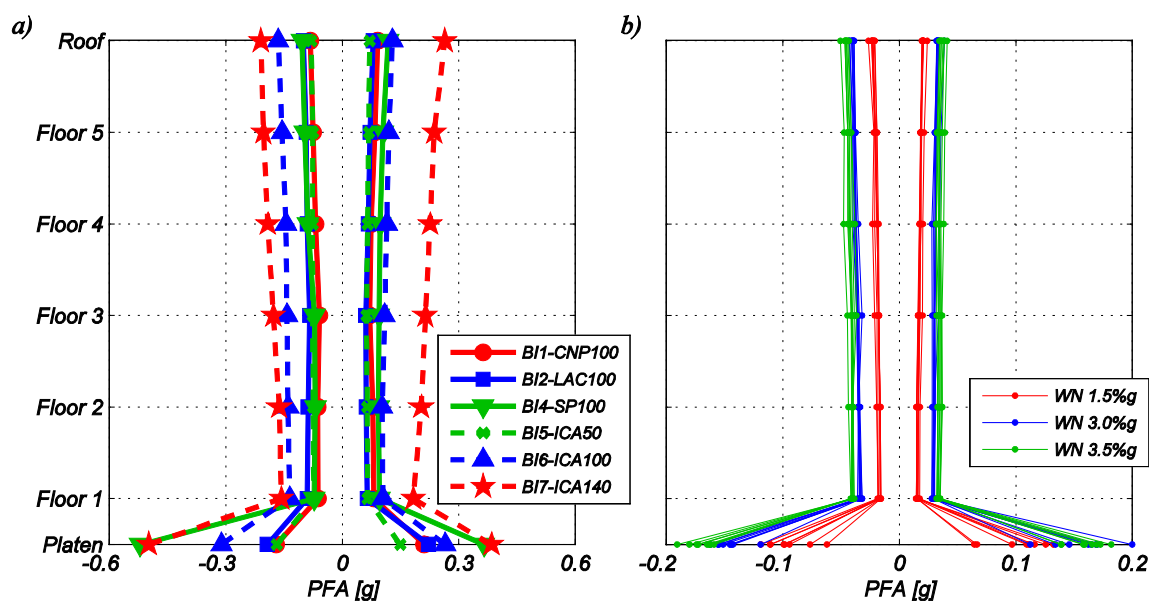 a)
Roof
Floor 5
Floor 4
Floor 3
Floor 2
Floor 1
Platen
BI1-CNP100
BI2-LAC100
BI4-SP100
BI5-ICA50
BI6-ICA100
BI7-ICA140
-0.6 -0.3 0 0.3 0.6
PFA [g]
b)
WN 1.5%g
WN 3.0%g
WN 3.5%g
-0.2 -0.1 0 0.1 0.2
PFA [g]